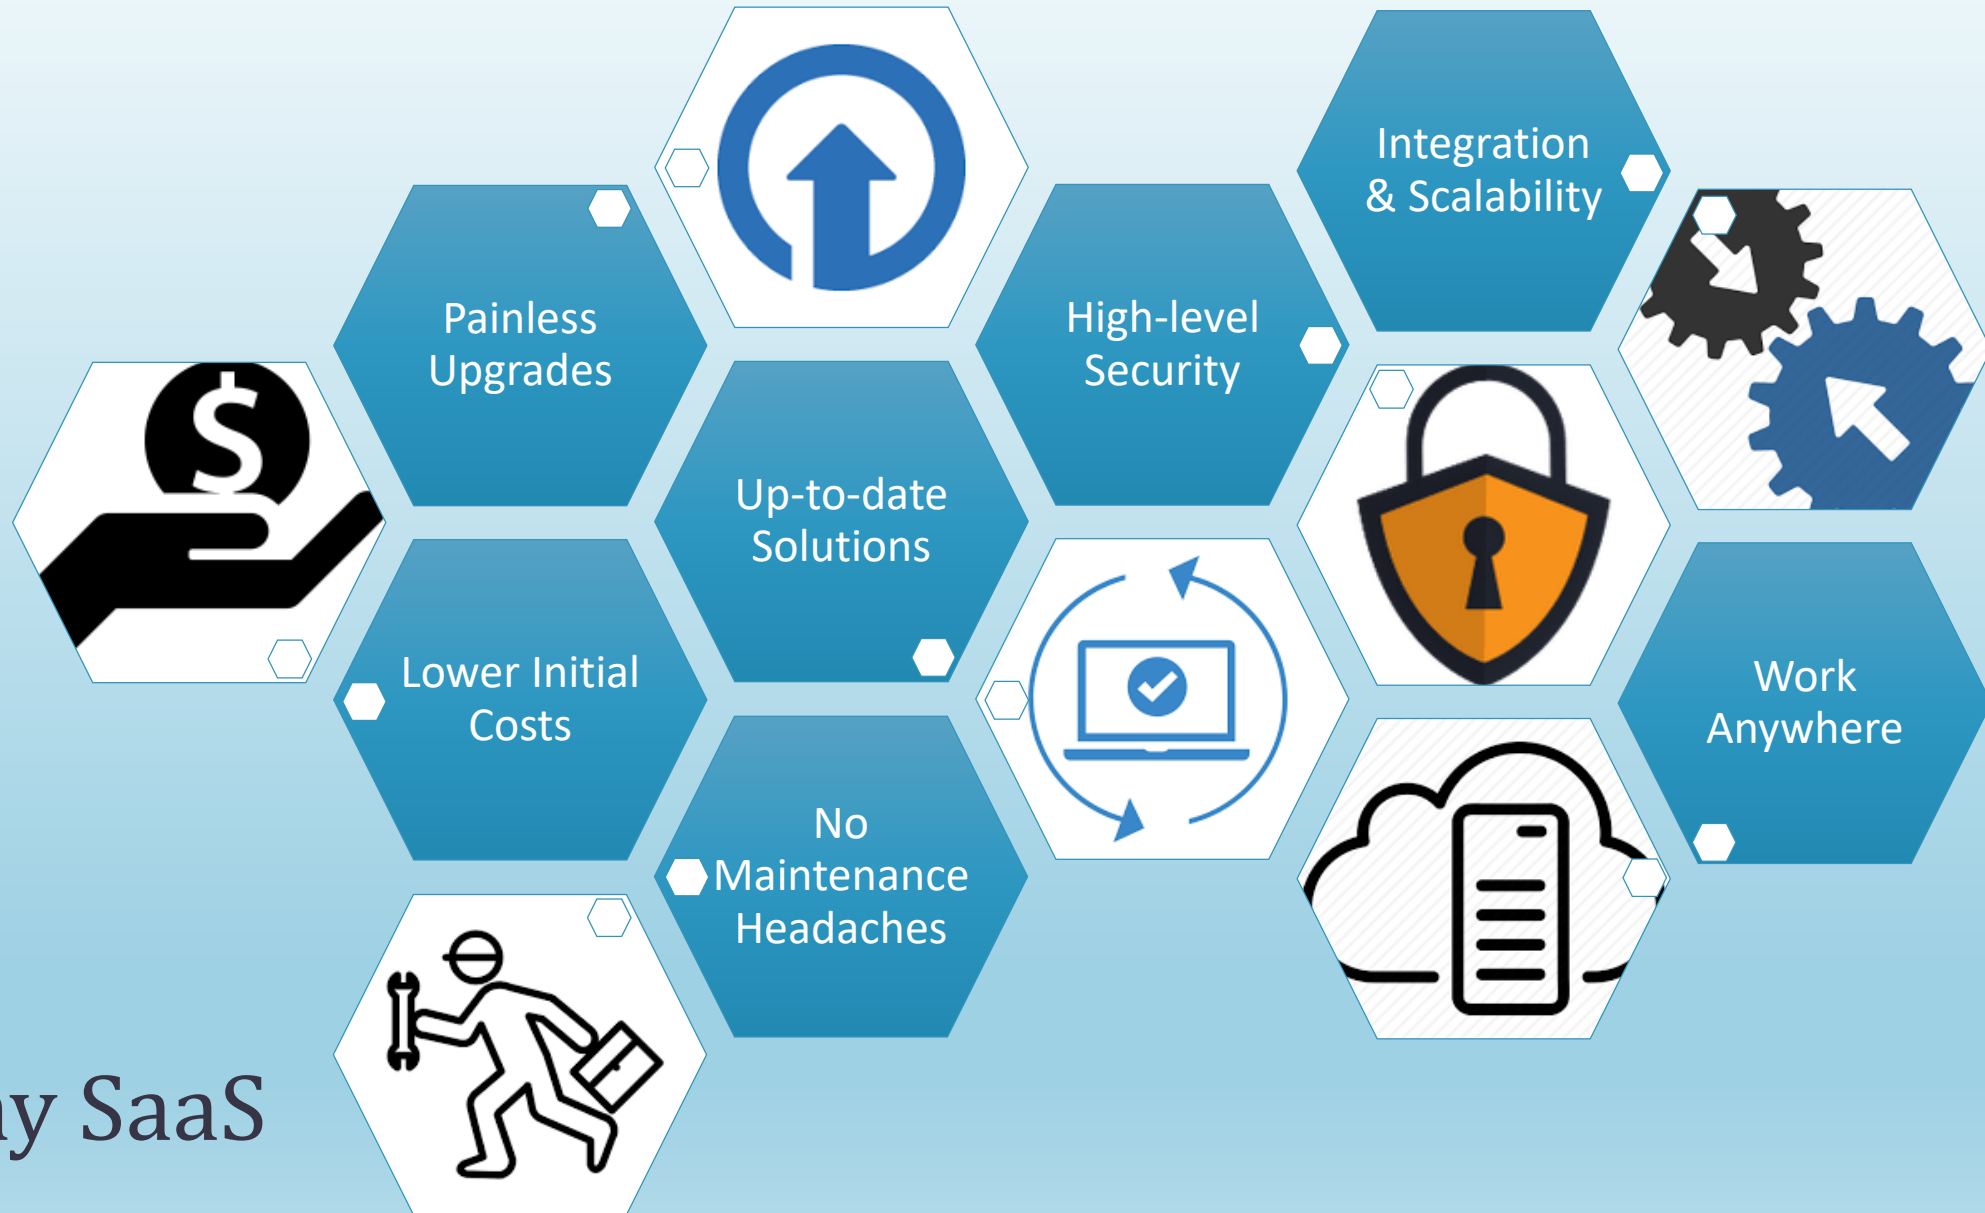 Integration
& Scalability
Painless
Upgrades
High-level
Security
$
Up-to-date
Solutions
Lower Initial
Costs
Work
Anywhere
No
Maintenance
Headaches
SaaS